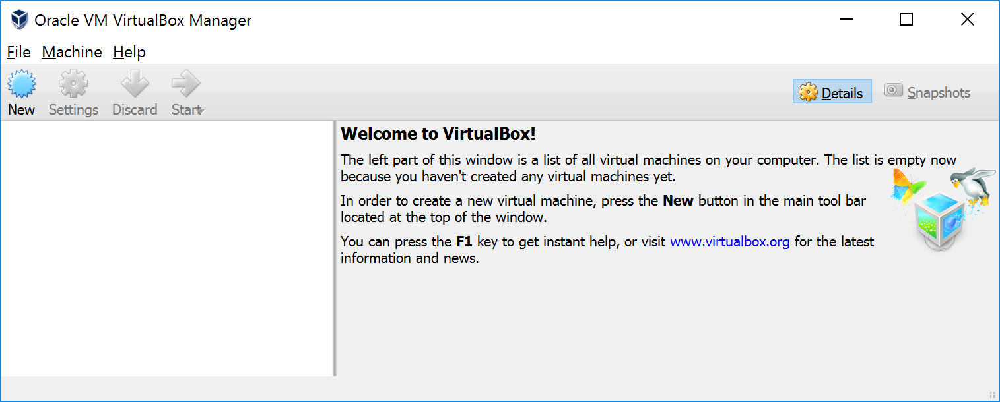 Oracle VM VirtualBox Manager
File Machine Help
New Settings Discard Start
Details Snapshots
Welcome to VirtualBox!
The left part of this window is a list of all virtual machines on your computer. The list is empty now
because you haven't created any virtual machines yet.
In order to create a new virtual machine, press the New button in the main tool bar
located at the top of the window.
You can press the F1 key to get instant help, or visit www.virtualbox.org for the latest
information and news.